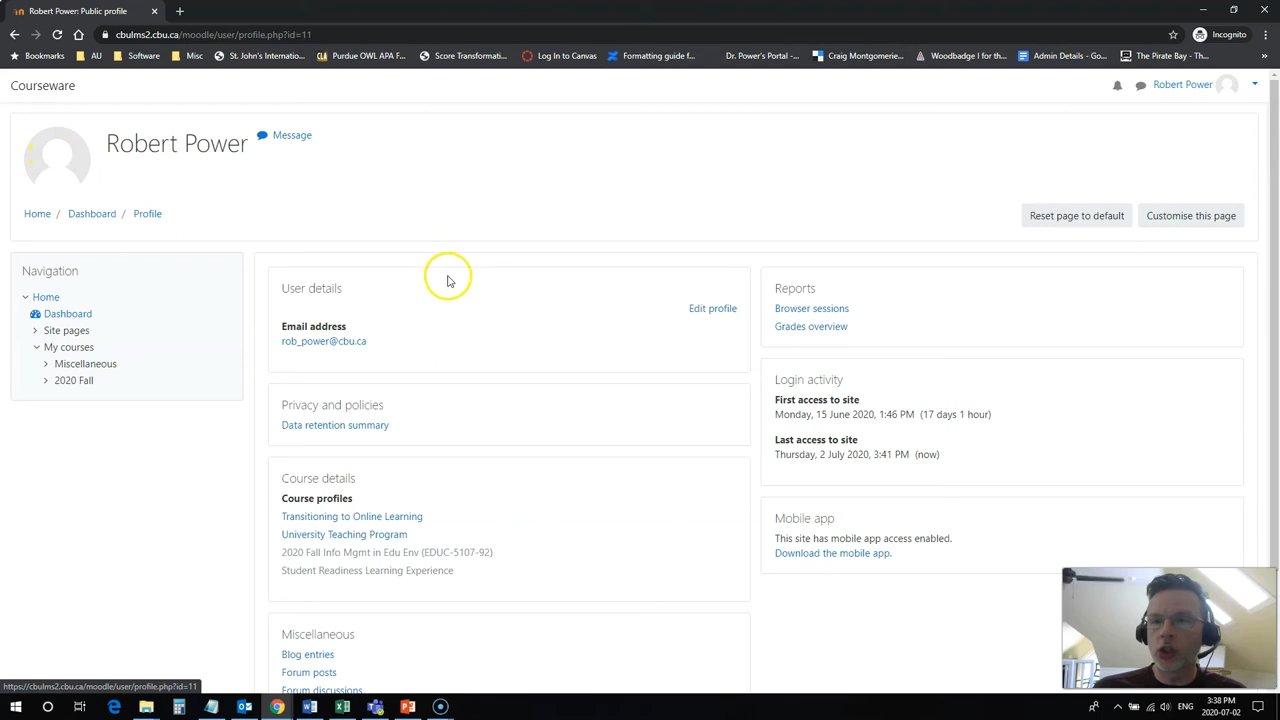 Robert Power: Public profile
cbulms2.cbu.ca/moodle/user/profile.php?id=11
Incognito
Bookmarks
AU
Software
Misc
St. John's Internatio...
Purdue OWL APA F...
Score Transformati...
Log In to Canvas
Formatting guide f...
Dr. Power's Portal -...
Craig Montgomerie...
Woodbadge I for th...
Admin Details - Go...
The Pirate Bay - Th...
Courseware
Robert Power
Robert Power
Message
Home / Dashboard / Profile
Reset page to default
Customise this page
Navigation
Home
Dashboard
Site pages
My courses
Miscellaneous
2020 Fall
User details
Edit profile
Email address
rob_power@cbu.ca
Privacy and policies
Data retention summary
Course details
Course profiles
Transitioning to Online Learning
University Teaching Program
2020 Fall Info Mgmt in Edu Env (EDUC-5107-92)
Student Readiness Learning Experience
Miscellaneous
Blog entries
Forum posts
Forum discussions
Reports
Browser sessions
Grades overview
Login activity
First access to site
Monday, 15 June 2020, 1:46 PM (17 days 1 hour)
Last access to site
Thursday, 2 July 2020, 3:41 PM (now)
Mobile app
This site has mobile app access enabled.
Download the mobile app.
https://cbulms2.cbu.ca/moodle/user/profile.php?id=11
ENG
3:38 PM
2020-07-02